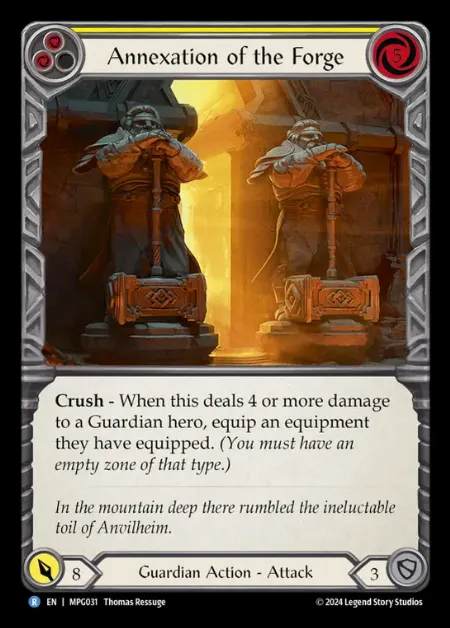 Annexation of the Forge
5
Crush - When this deals 4 or more damage
to a Guardian hero, equip an equipment
they have equipped. (You must have an
empty zone of that type.)
In the mountain deep there rumbled the ineluctable
toil of Anvilheim.
8
Guardian Action - Attack
3
R EN | MPG031 Thomas Ressuge
© 2024 Legend Story Studios